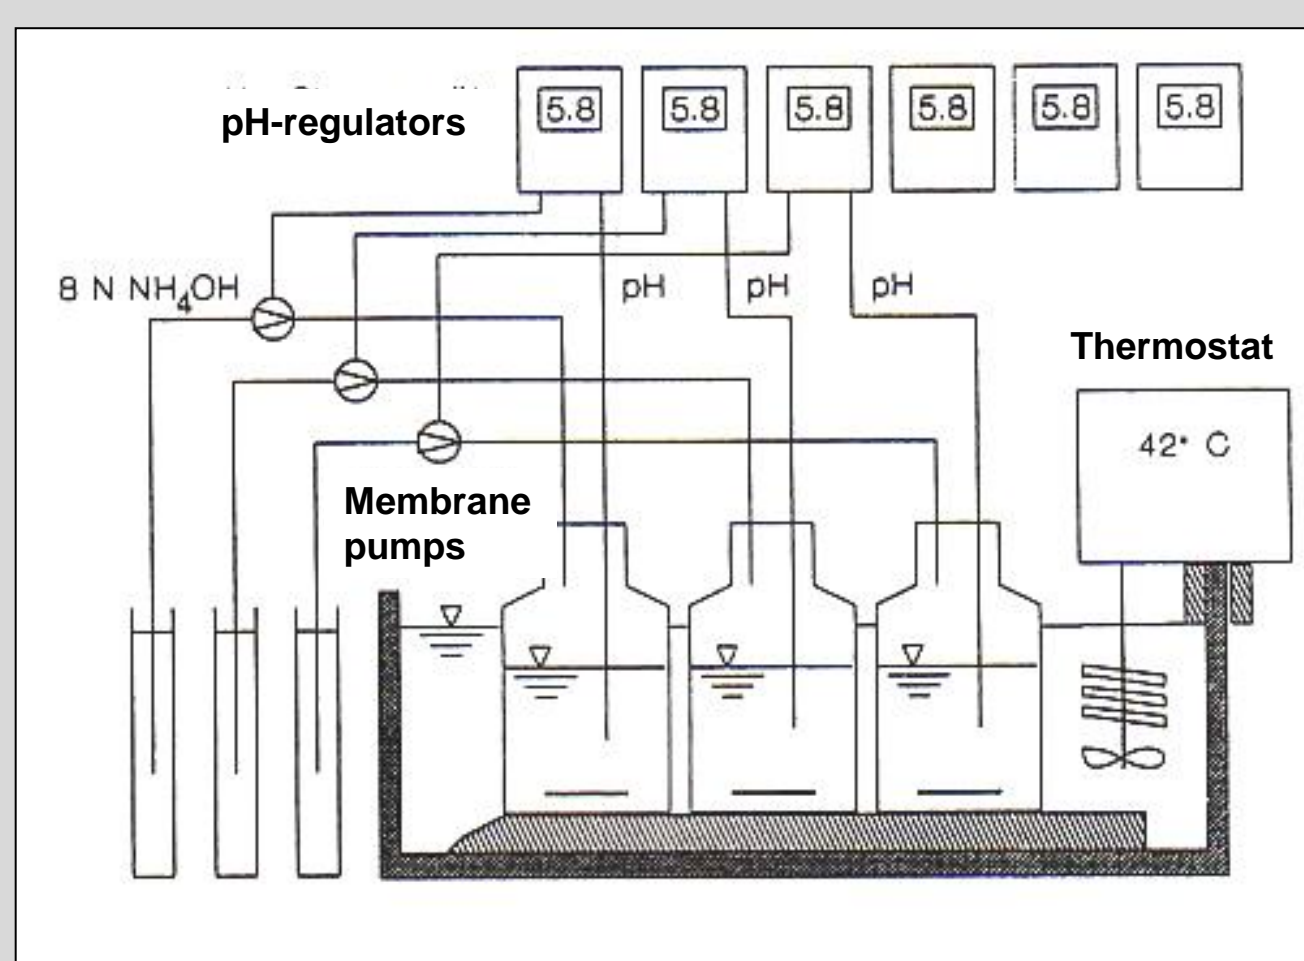 5.8 5.8 5.8 5.8 5.8 5.8
pH-regulators
8 N NH₄OH
pH pH pH
Thermostat
42° C
Membrane
pumps